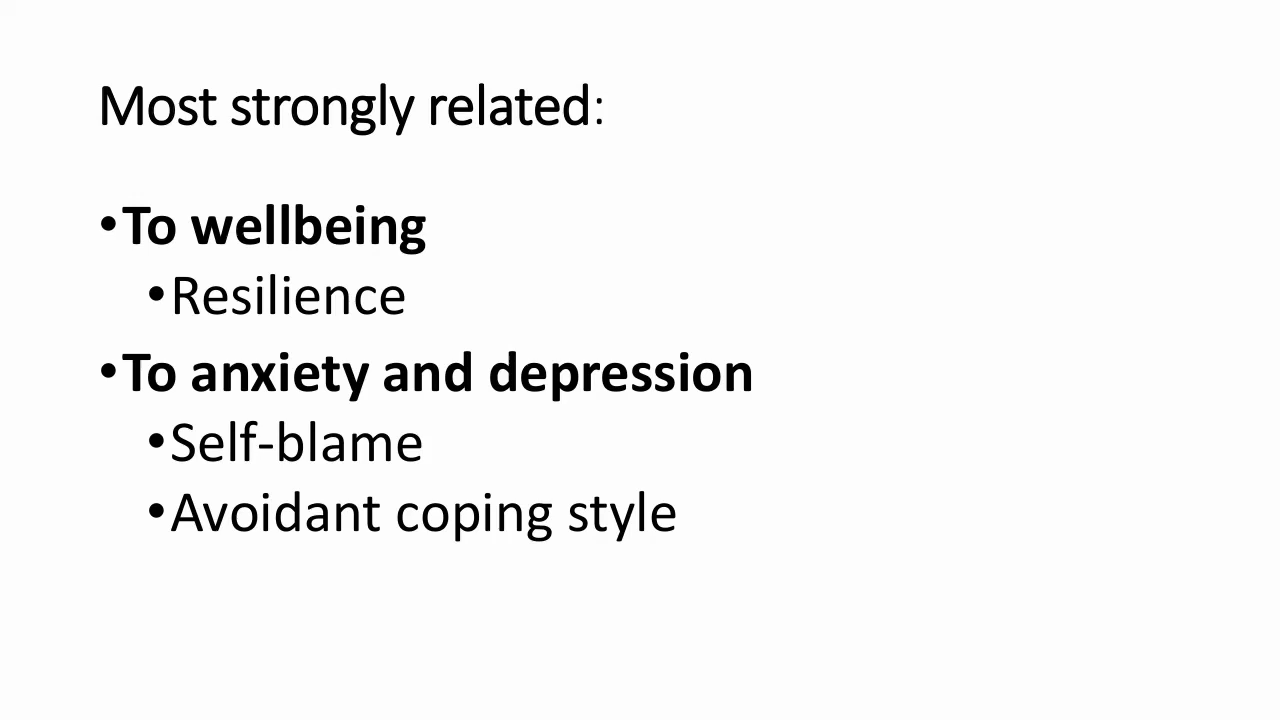 Most strongly related:
•To wellbeing
•Resilience
•To anxiety and depression
•Self-blame
•Avoidant coping style